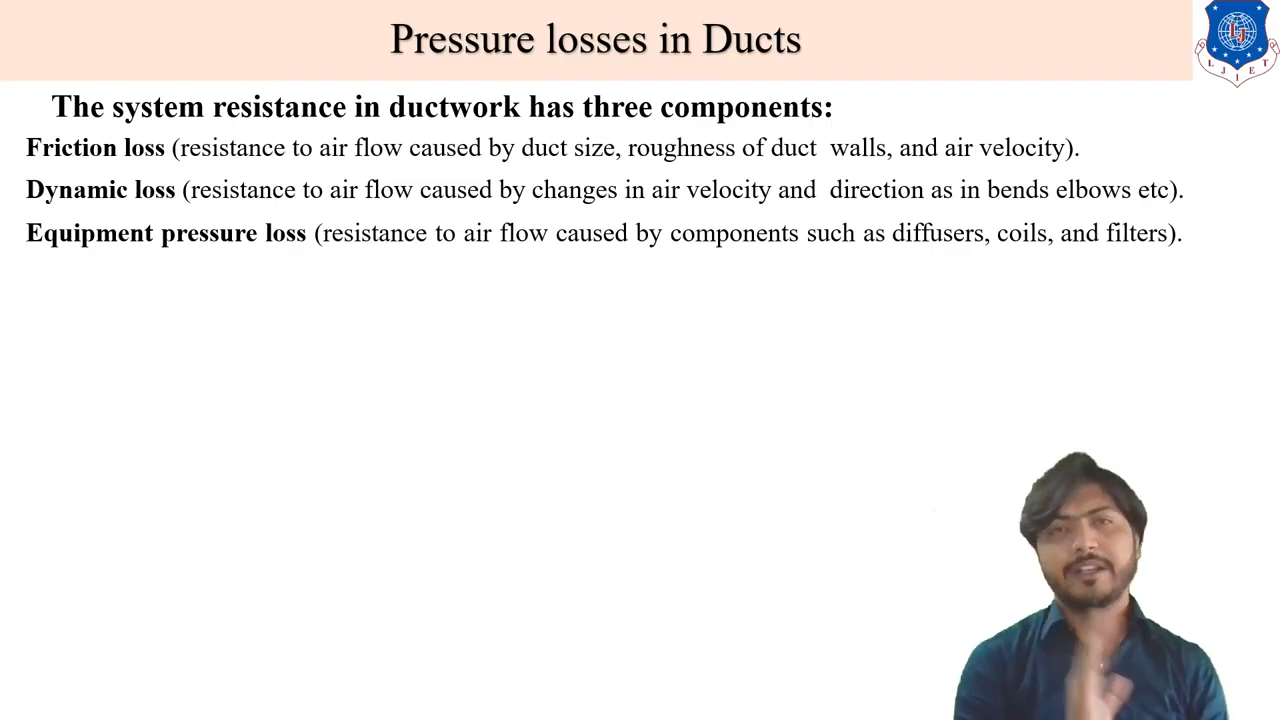 Pressure losses in Ducts
LJ
L J I E T
The system resistance in ductwork has three components:
Friction loss (resistance to air flow caused by duct size, roughness of duct walls, and air velocity).
Dynamic loss (resistance to air flow caused by changes in air velocity and direction as in bends elbows etc).
Equipment pressure loss (resistance to air flow caused by components such as diffusers, coils, and filters).